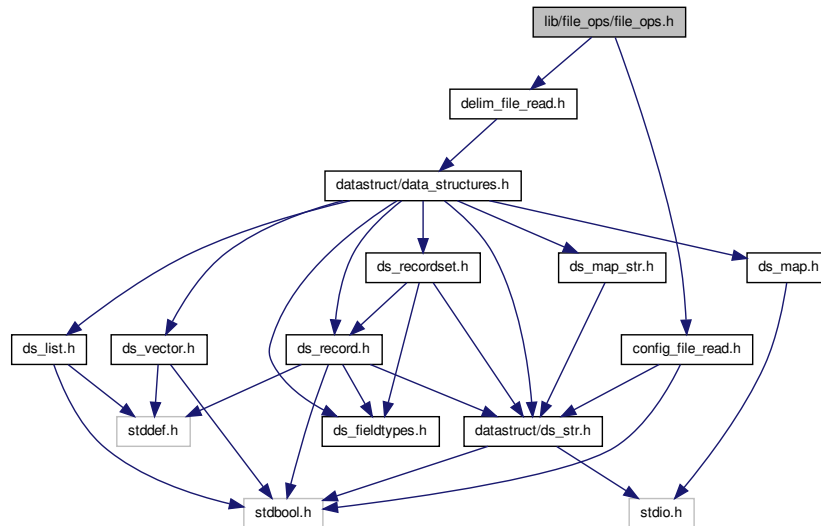 lib/file_ops/file_ops.h
delim_file_read.h
datastruct/data_structures.h
ds_recordset.h
ds_map_str.h
ds_map.h
ds_list.h
ds_vector.h
ds_record.h
config_file_read.h
stddef.h
ds_fieldtypes.h
datastruct/ds_str.h
stdbool.h
stdio.h